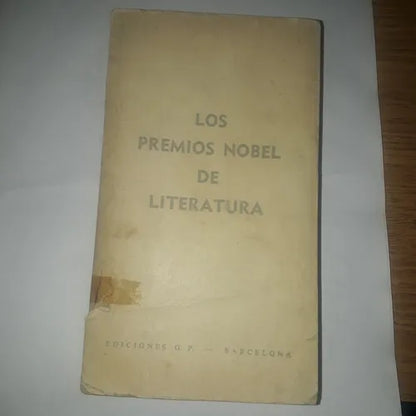 LOS
PREMIOS NOBEL
DE
LITERATURA
EDICIONES G. P. — BARCELONA